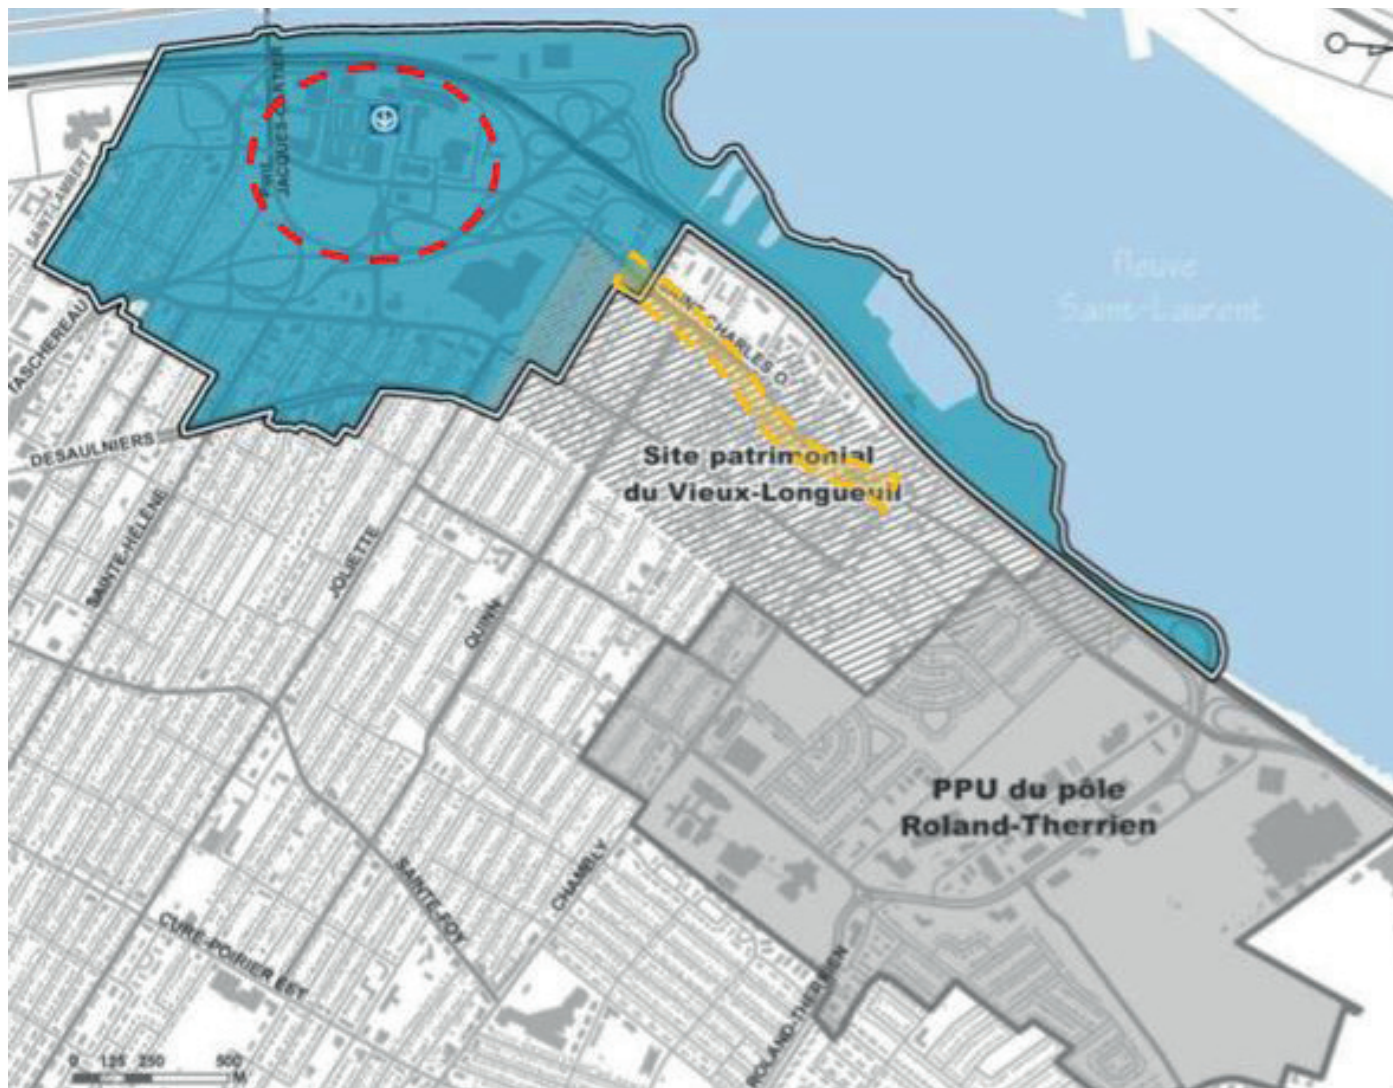 PONT
JACQUES-CARTIER
SAINT-LAMBERT
fleuve
Saint-Laurent
TASCHEREAU
SAINT-CHARLES O.
DESAULNIERS
Site patrimonial
du Vieux-Longueuil
SAINTE-HÉLÈNE
JOLIETTE
QUINN
PPU du pôle
Roland-Therrien
CHAMBLY
SAINTE-FOY
CURÉ-POIRIER EST
ROLAND-THERRIEN
0 125 250 500
M